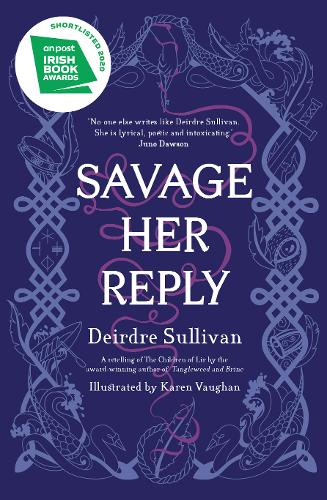 SHORTLISTED 2020
an post
IRISH
BOOK
AWARDS
'No one else writes like Deirdre Sullivan.
She is lyrical, poetic and intoxicating'
Juno Dawson
SAVAGE
HER
REPLY
Deirdre Sullivan
A retelling of The Children of Lir by the
award-winning author of Tanglewood and Brine
Illustrated by Karen Vaughan